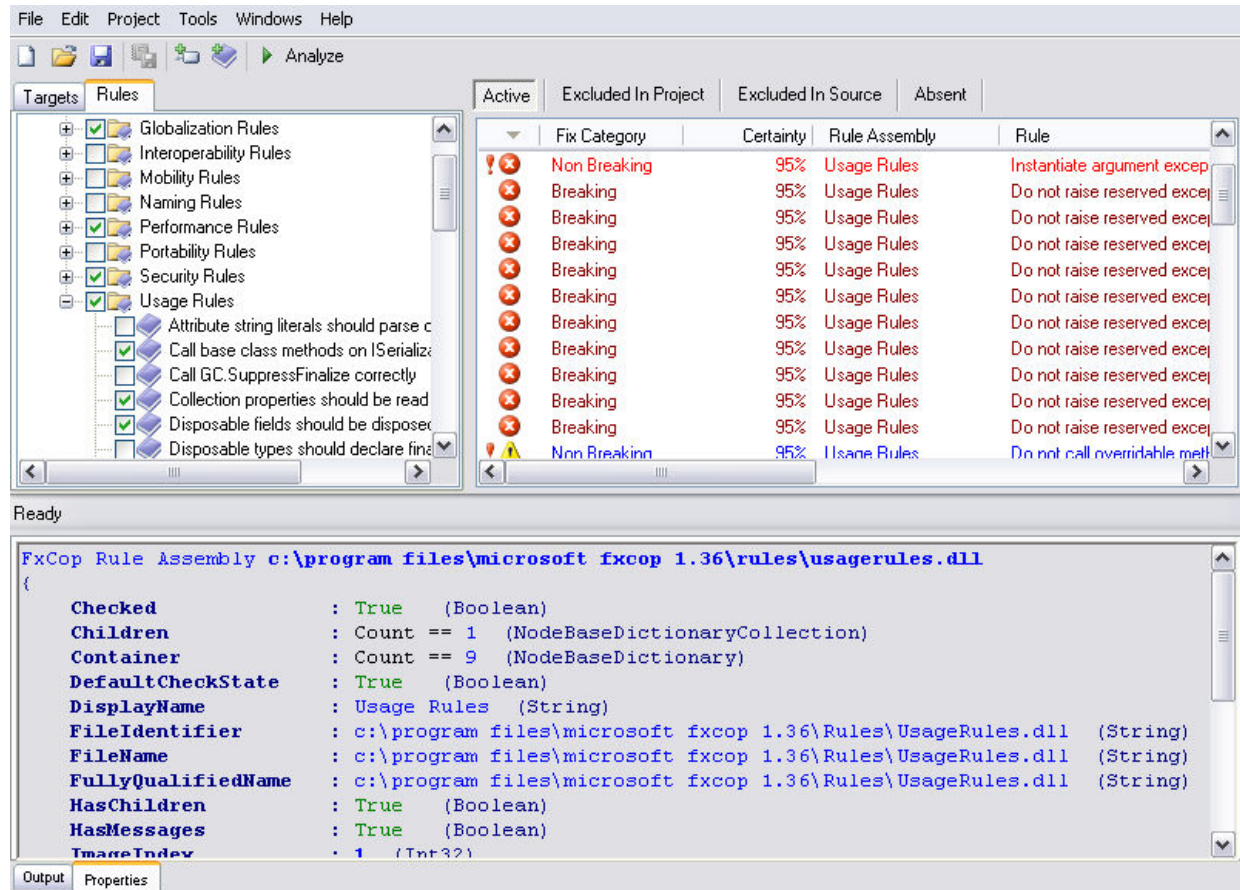 File Edit Project Tools Windows Help
Analyze
Targets Rules
Globalization Rules
Interoperability Rules
Mobility Rules
Naming Rules
Performance Rules
Portability Rules
Security Rules
Usage Rules
Attribute string literals should parse c
Call base class methods on ISerializa
Call GC.SuppressFinalize correctly
Collection properties should be read
Disposable fields should be disposed
Disposable types should declare fina
Active Excluded In Project Excluded In Source Absent
Fix Category Certainty Rule Assembly Rule
Non Breaking 95% Usage Rules Instantiate argument excep
Breaking 95% Usage Rules Do not raise reserved excep
Breaking 95% Usage Rules Do not raise reserved excep
Breaking 95% Usage Rules Do not raise reserved excep
Breaking 95% Usage Rules Do not raise reserved excep
Breaking 95% Usage Rules Do not raise reserved excep
Breaking 95% Usage Rules Do not raise reserved excep
Breaking 95% Usage Rules Do not raise reserved excep
Breaking 95% Usage Rules Do not raise reserved excep
Breaking 95% Usage Rules Do not raise reserved excep
Breaking 95% Usage Rules Do not raise reserved excep
Non Breaking 95% Usage Rules Do not call overridable meth
Ready
FxCop Rule Assembly c:\program files\microsoft fxcop 1.36\rules\usagerules.dll
{
Checked : True (Boolean)
Children : Count == 1 (NodeBaseDictionaryCollection)
Container : Count == 9 (NodeBaseDictionary)
DefaultCheckState : True (Boolean)
DisplayName : Usage Rules (String)
FileIdentifier : c:\program files\microsoft fxcop 1.36\Rules\UsageRules.dll (String)
FileName : c:\program files\microsoft fxcop 1.36\Rules\UsageRules.dll (String)
FullyQualifiedName : c:\program files\microsoft fxcop 1.36\Rules\UsageRules.dll (String)
HasChildren : True (Boolean)
HasMessages : True (Boolean)
ImageIndex : 1 (Int32)
Output Properties